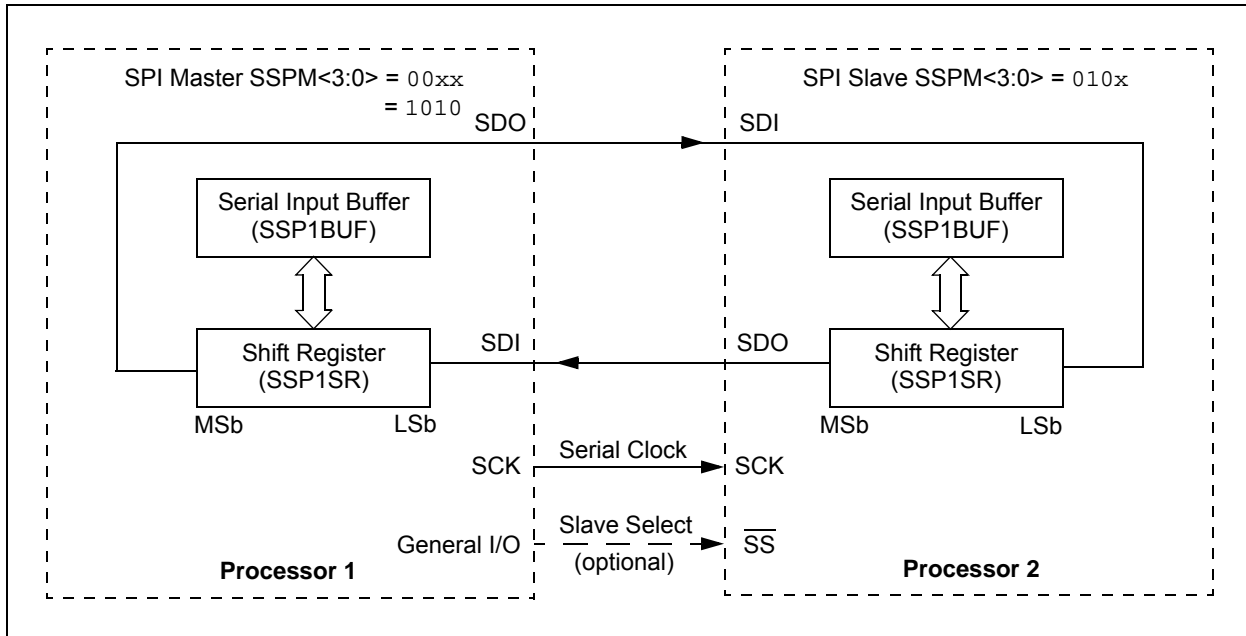 SPI Master SSPM<3:0> = 00xx
= 1010
SDO
Serial Input Buffer
(SSP1BUF)
Shift Register
(SSP1SR)
MSb
LSb
SDI
SCK
General I/O
Processor 1
Serial Clock
Slave Select
(optional)
SPI Slave SSPM<3:0> = 010x
SDI
Serial Input Buffer
(SSP1BUF)
SDO
Shift Register
(SSP1SR)
MSb
LSb
SCK
S̅S̅
Processor 2